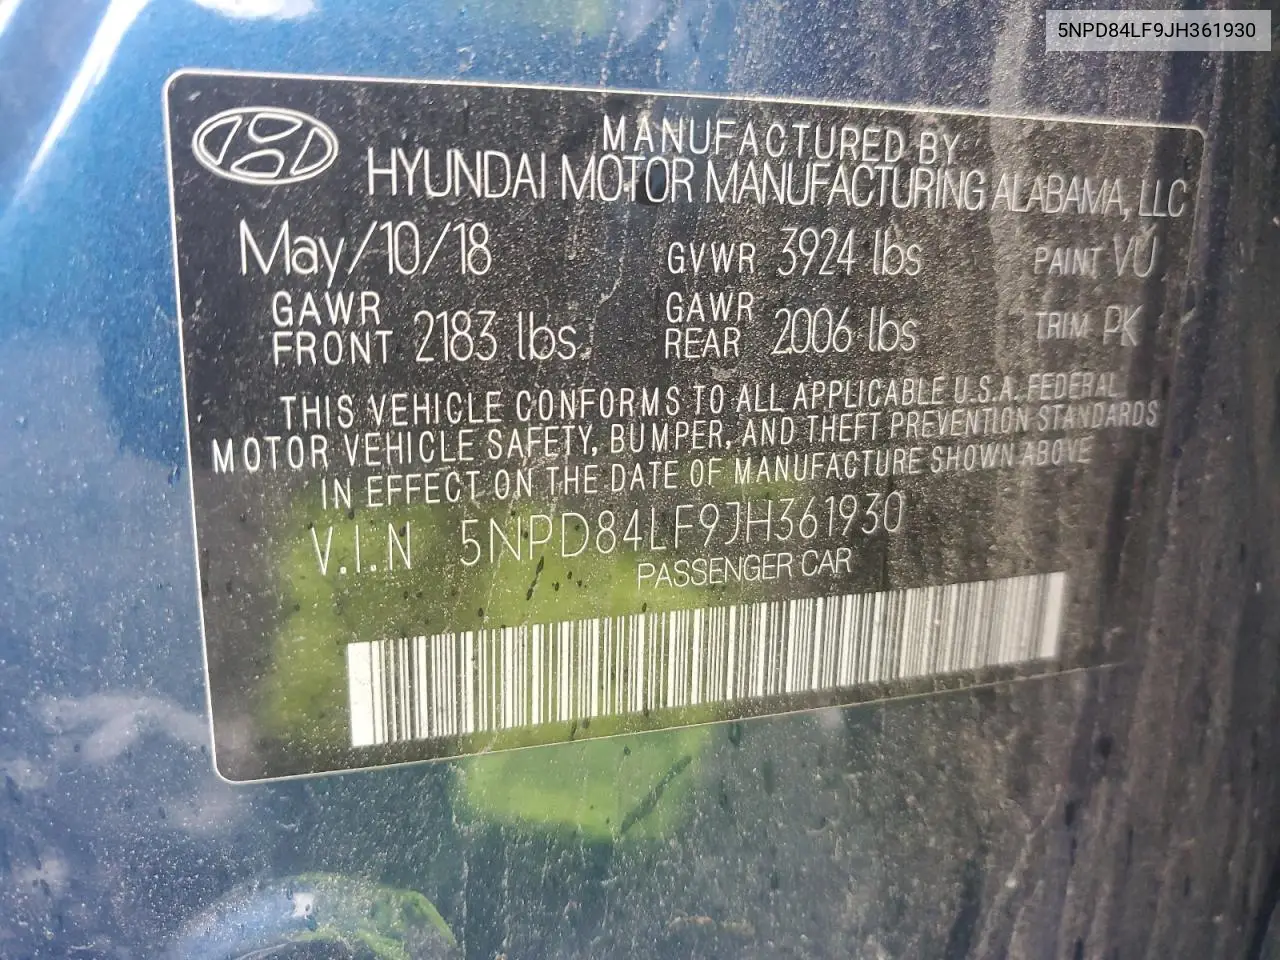 5NPD84LF9JH361930
MANUFACTURED BY
HYUNDAI MOTOR MANUFACTURING ALABAMA, LLC
May/10/18 GVWR 3924 lbs PAINT VU
GAWR FRONT 2183 lbs. GAWR REAR 2006 lbs TRIM PK
THIS VEHICLE CONFORMS TO ALL APPLICABLE U.S.A. FEDERAL
MOTOR VEHICLE SAFETY, BUMPER, AND THEFT PREVENTION STANDARDS
IN EFFECT ON THE DATE OF MANUFACTURE SHOWN ABOVE
V.I.N 5NPD84LF9JH361930
PASSENGER CAR